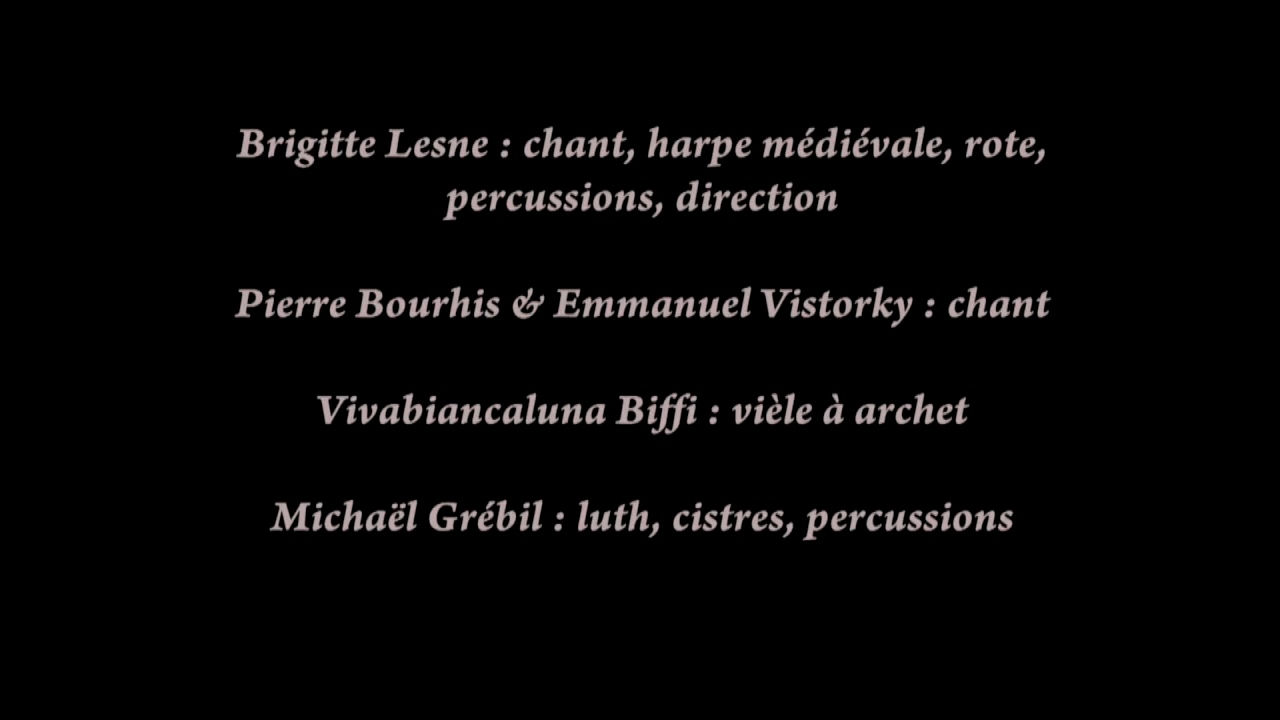 Brigitte Lesne : chant, harpe médiévale, rote,
percussions, direction
Pierre Bourhis & Emmanuel Vistorky : chant
Vivabiancaluna Biffi : vièle à archet
Michaël Grébil : luth, cistres, percussions